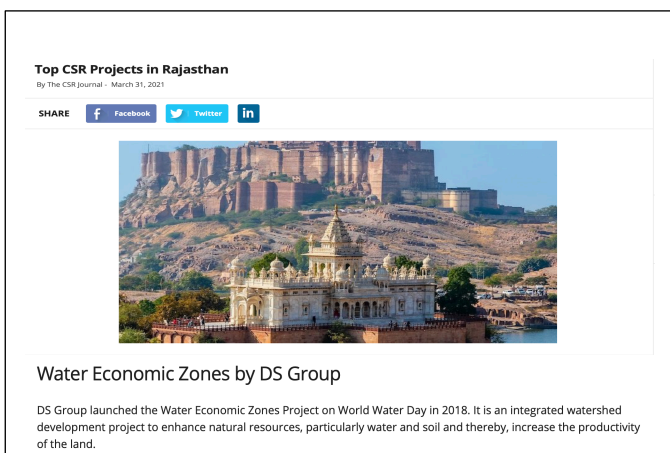 Top CSR Projects in Rajasthan
By The CSR Journal - March 31, 2021
SHARE
Facebook
Twitter
in
Water Economic Zones by DS Group
DS Group launched the Water Economic Zones Project on World Water Day in 2018. It is an integrated watershed
development project to enhance natural resources, particularly water and soil and thereby, increase the productivity
of the land.